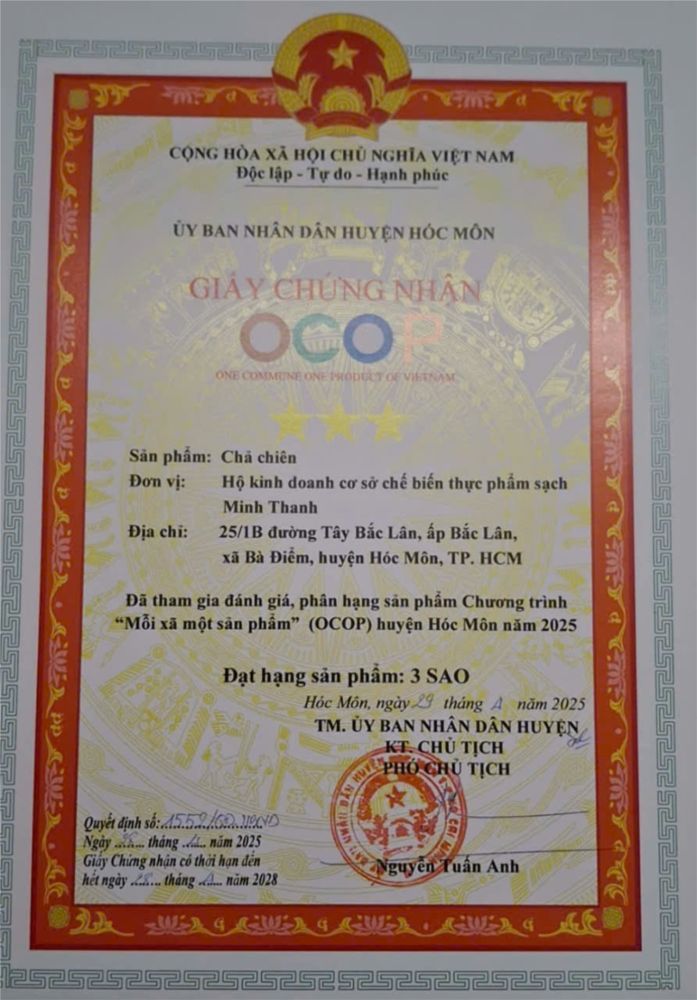 CỘNG HÒA XÃ HỘI CHỦ NGHĨA VIỆT NAM
Độc lập - Tự do - Hạnh phúc
ỦY BAN NHÂN DÂN HUYỆN HÓC MÔN
GIẤY CHỨNG NHẬN
OCOP
ONE COMMUNE ONE PRODUCT OF VIETNAM
Sản phẩm: Chả chiên
Đơn vị: Hộ kinh doanh cơ sở chế biến thực phẩm sạch
Minh Thanh
Địa chỉ: 25/1B đường Tây Bắc Lân, ấp Bắc Lân,
xã Bà Điểm, huyện Hóc Môn, TP. HCM
Đã tham gia đánh giá, phân hạng sản phẩm Chương trình
“Mỗi xã một sản phẩm” (OCOP) huyện Hóc Môn năm 2025
Đạt hạng sản phẩm: 3 SAO
Hóc Môn, ngày 29 tháng 4 năm 2025
TM. ỦY BAN NHÂN DÂN HUYỆN
KT. CHỦ TỊCH
PHÓ CHỦ TỊCH
Quyết định số: 1552/QĐ-UBND
Ngày tháng năm 2025
Giấy Chứng nhận có thời hạn đến
hết ngày 28 tháng 4 năm 2028
Nguyễn Tuấn Anh